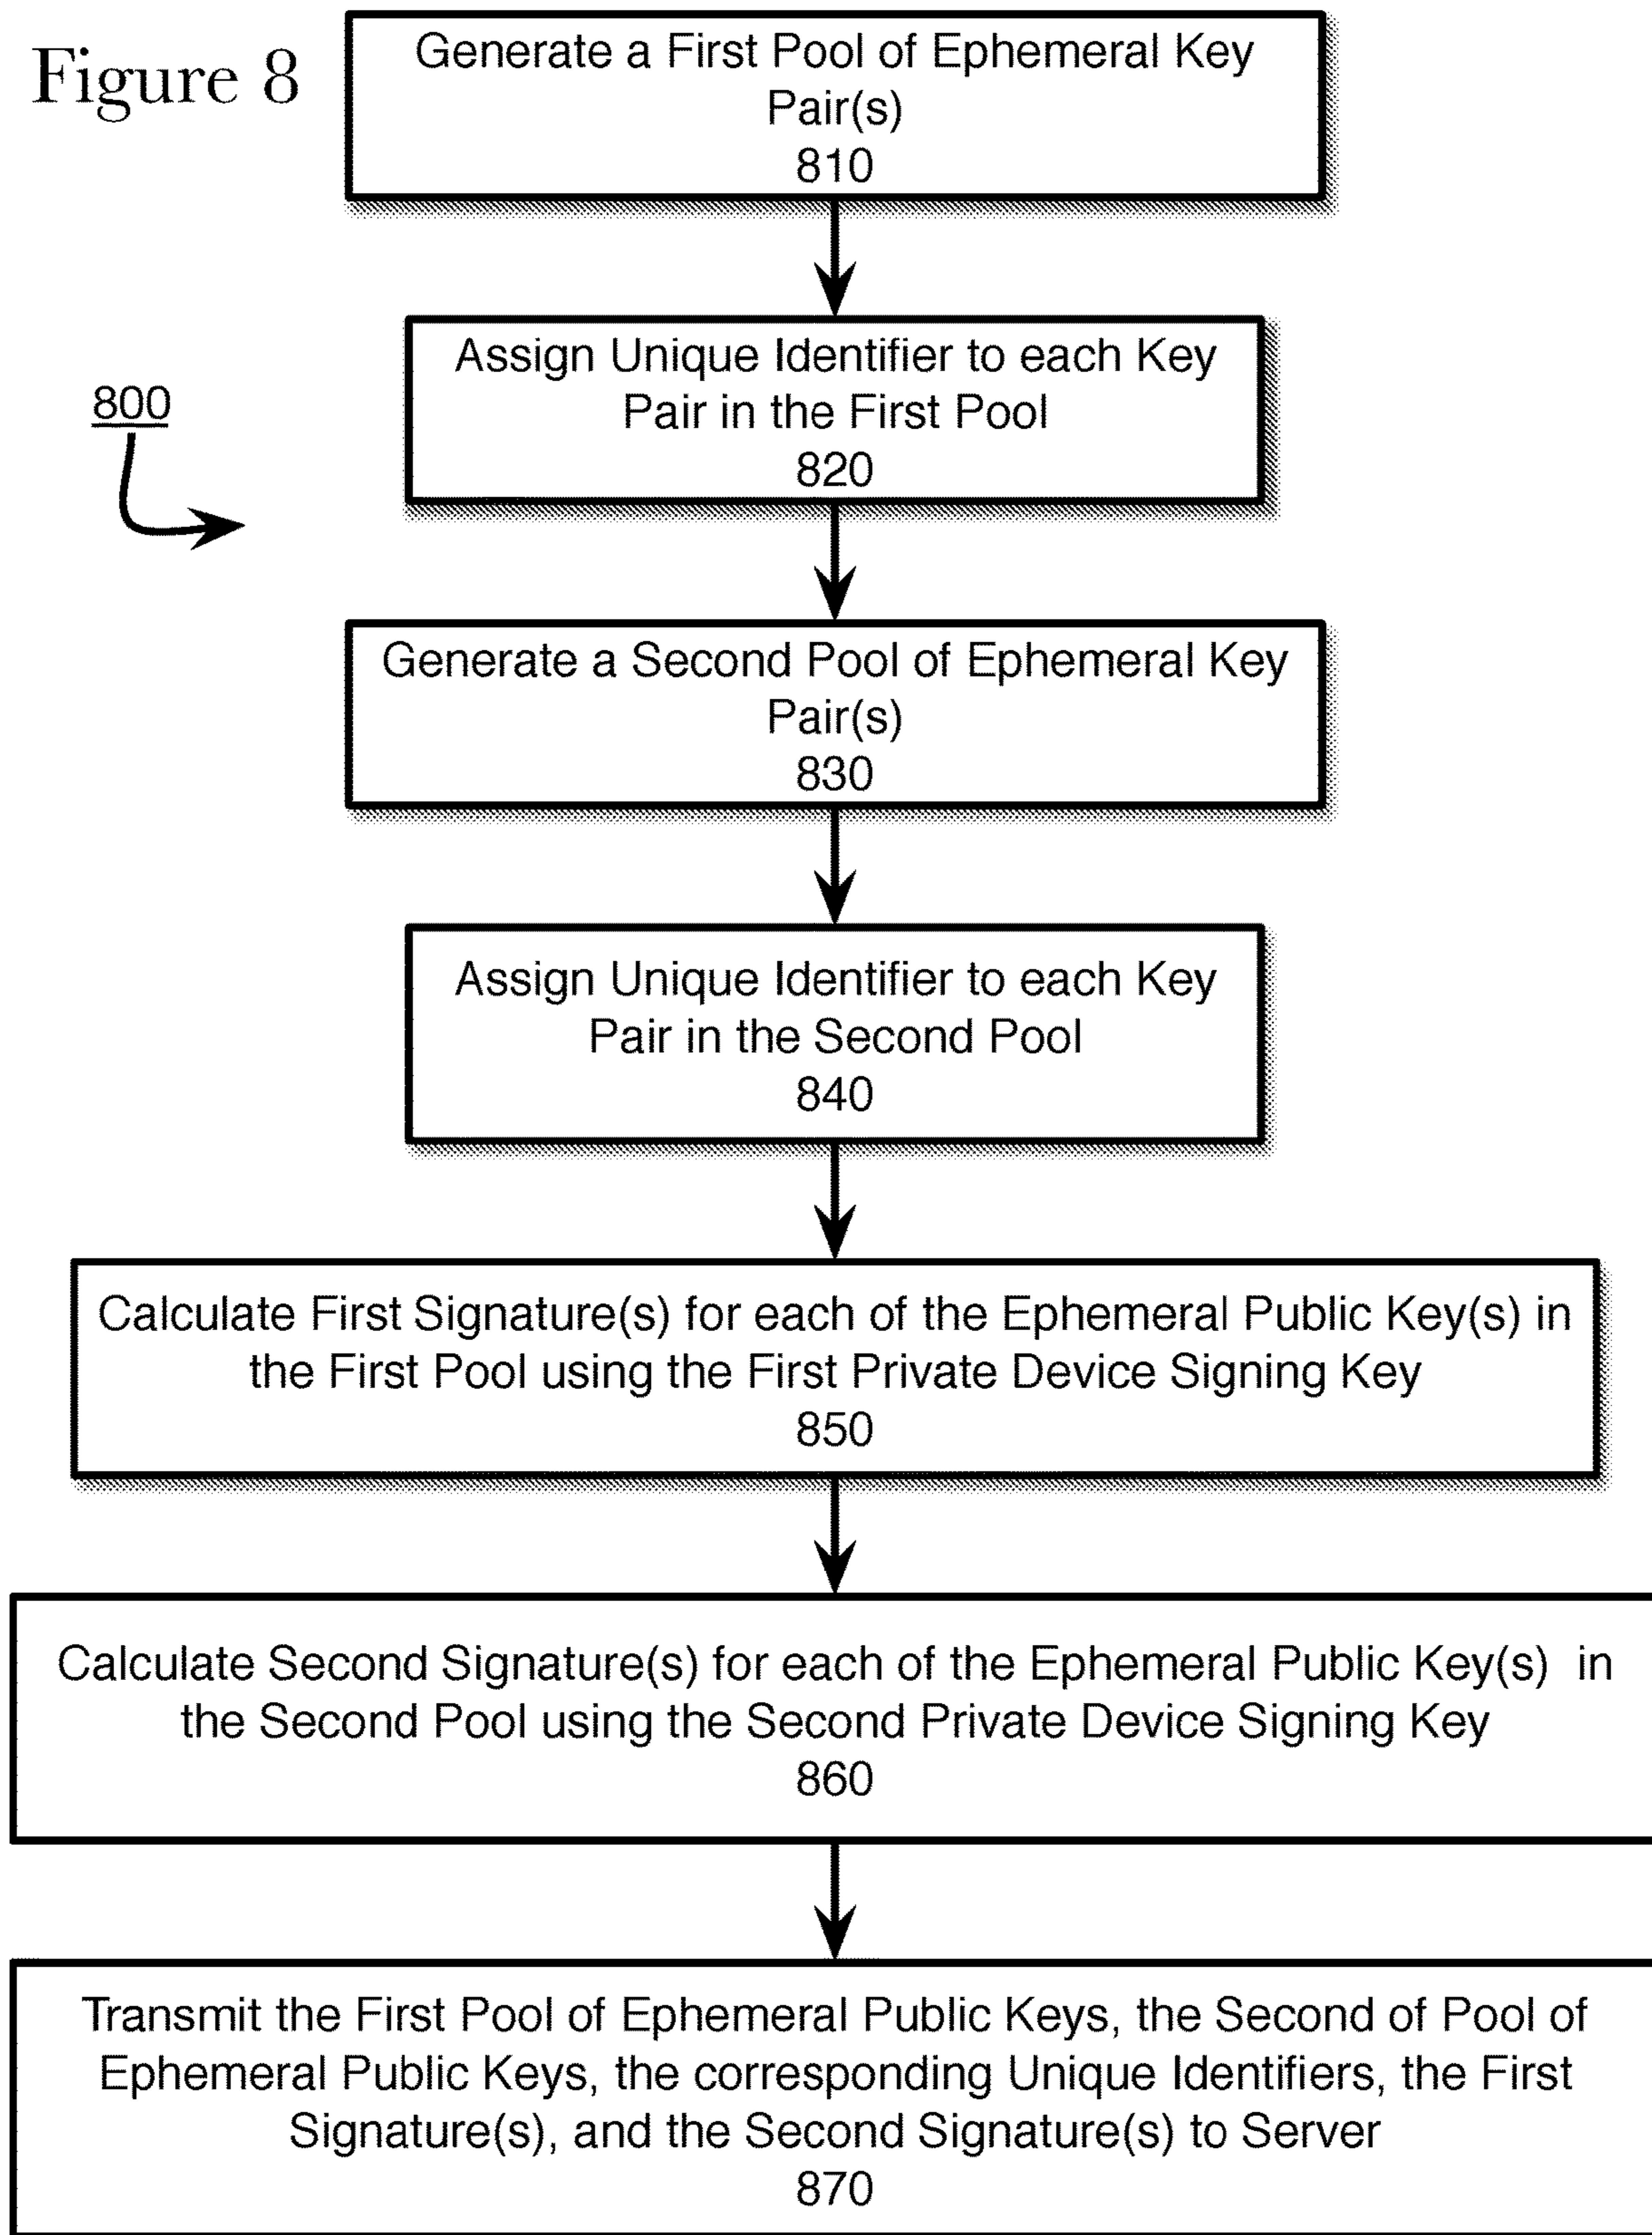 Figure 8
Generate a First Pool of Ephemeral Key
Pair(s)
810
Assign Unique Identifier to each Key
Pair in the First Pool
820
800
Generate a Second Pool of Ephemeral Key
Pair(s)
830
Assign Unique Identifier to each Key
Pair in the Second Pool
840
Calculate First Signature(s) for each of the Ephemeral Public Key(s) in
the First Pool using the First Private Device Signing Key
850
Calculate Second Signature(s) for each of the Ephemeral Public Key(s)  in
the Second Pool using the Second Private Device Signing Key
860
Transmit the First Pool of Ephemeral Public Keys, the Second of Pool of
Ephemeral Public Keys, the corresponding Unique Identifiers, the First
Signature(s), and the Second Signature(s) to Server
870